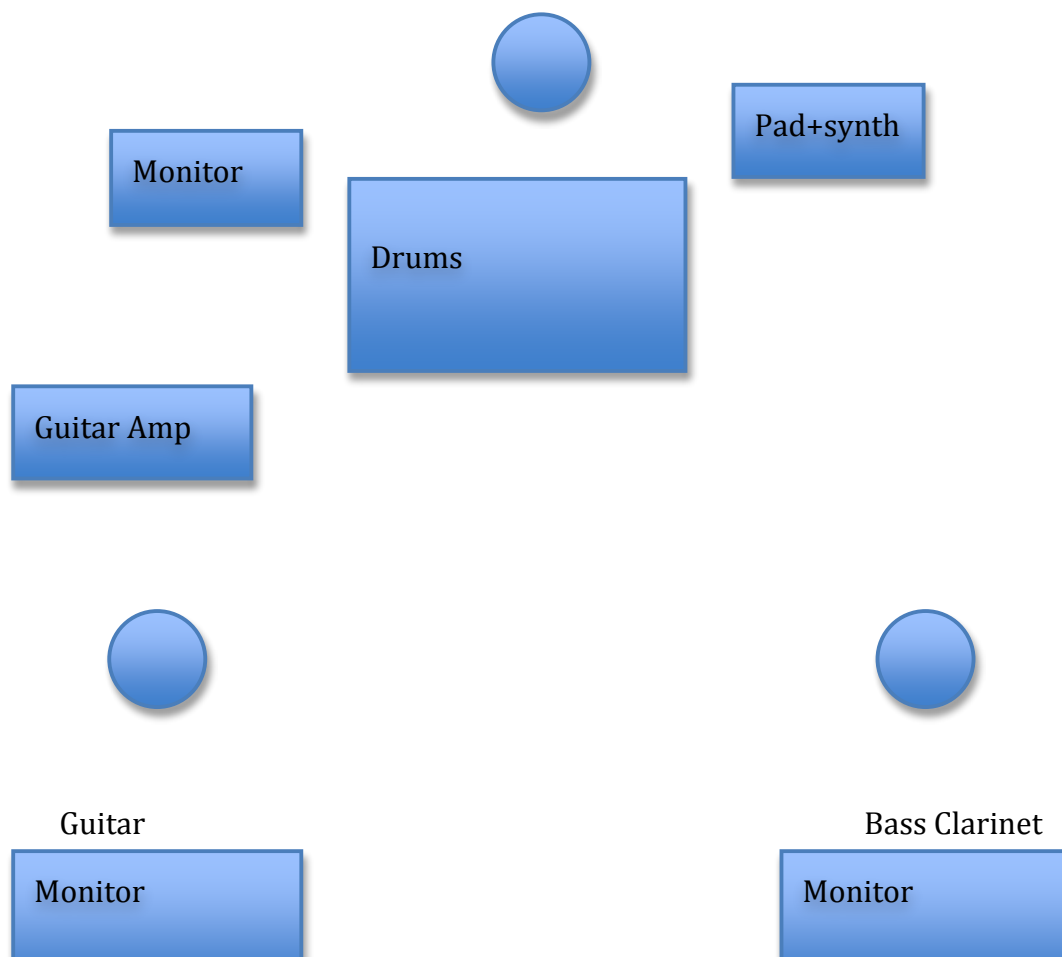 Pad+synth
Monitor
Drums
Guitar Amp
Guitar
Bass Clarinet
Monitor
Monitor